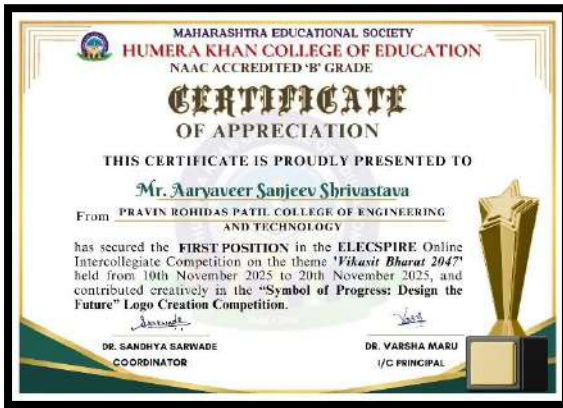 MAHARASHTRA EDUCATIONAL SOCIETY
HUMERA KHAN COLLEGE OF EDUCATION
NAAC ACCREDITED 'B' GRADE
CERTIFICATE
OF APPRECIATION
THIS CERTIFICATE IS PROUDLY PRESENTED TO
Mr. Aaryaveer Sanjeev Shrivastava
From PRAVIN ROHIDAS PATIL COLLEGE OF ENGINEERING
AND TECHNOLOGY
has secured the FIRST POSITION in the ELECSPIRE Online
Intercollegiate Competition on the theme 'Vikasit Bharat 2047'
held from 10th November 2025 to 20th November 2025, and
contributed creatively in the "Symbol of Progress: Design the
Future" Logo Creation Competition.
DR. SANDHYA SARWADE
COORDINATOR
DR. VARSHA MARU
I/C PRINCIPAL